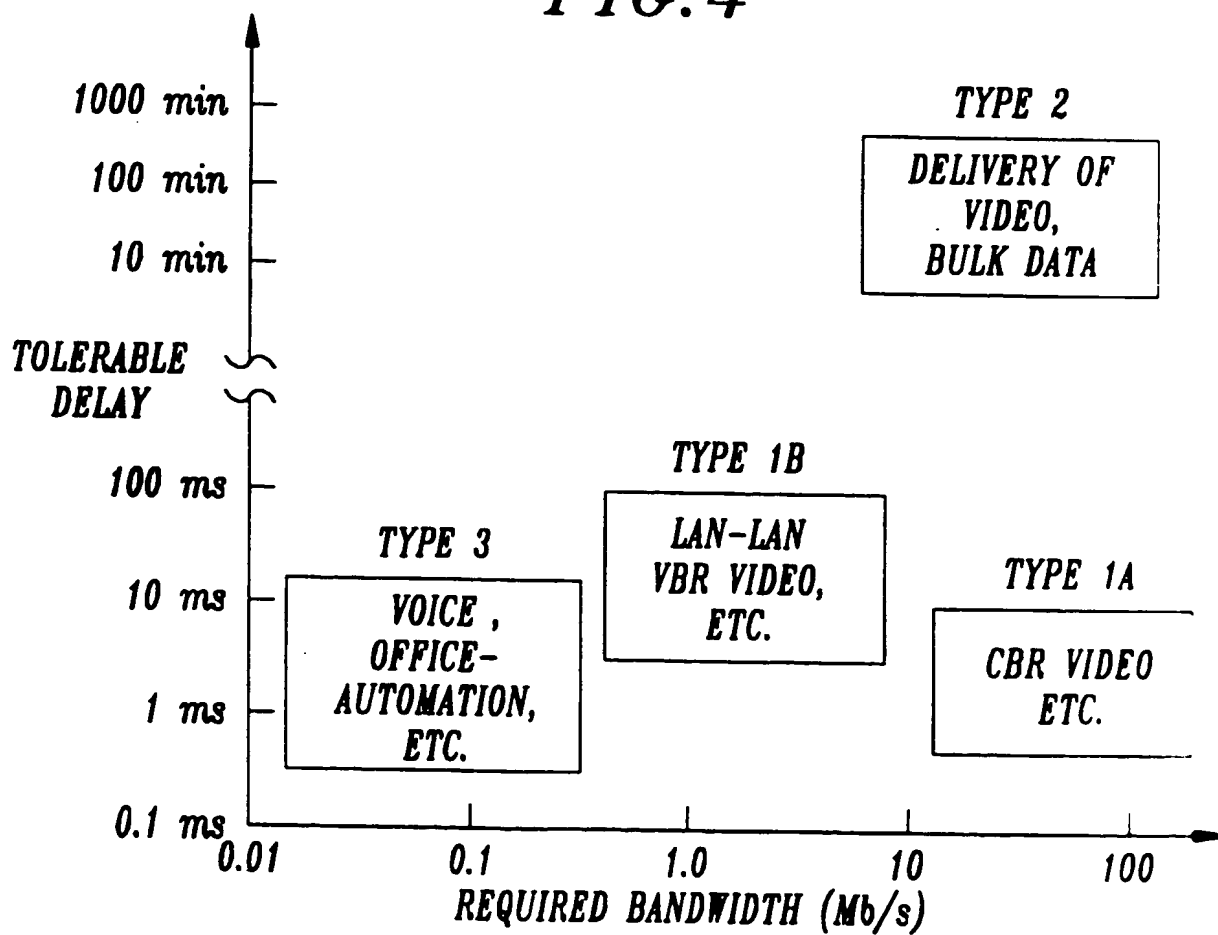 FIG. 4
1000 min
100 min
10 min
TOLERABLE
DELAY
100 ms
10 ms
1 ms
0.1 ms
TYPE 2
DELIVERY OF
VIDEO,
BULK DATA
TYPE 1B
LAN-LAN
VBR VIDEO,
ETC.
TYPE 3
VOICE ,
OFFICE-
AUTOMATION,
ETC.
TYPE 1A
CBR VIDEO
ETC.
0.01
0.1
1.0
10
100
REQUIRED BANDWIDTH (Mb/s)